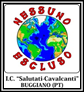 NESSUNO
ESCLUSO
I.C. "Salutati-Cavalcanti"
BUGGIANO (PT)